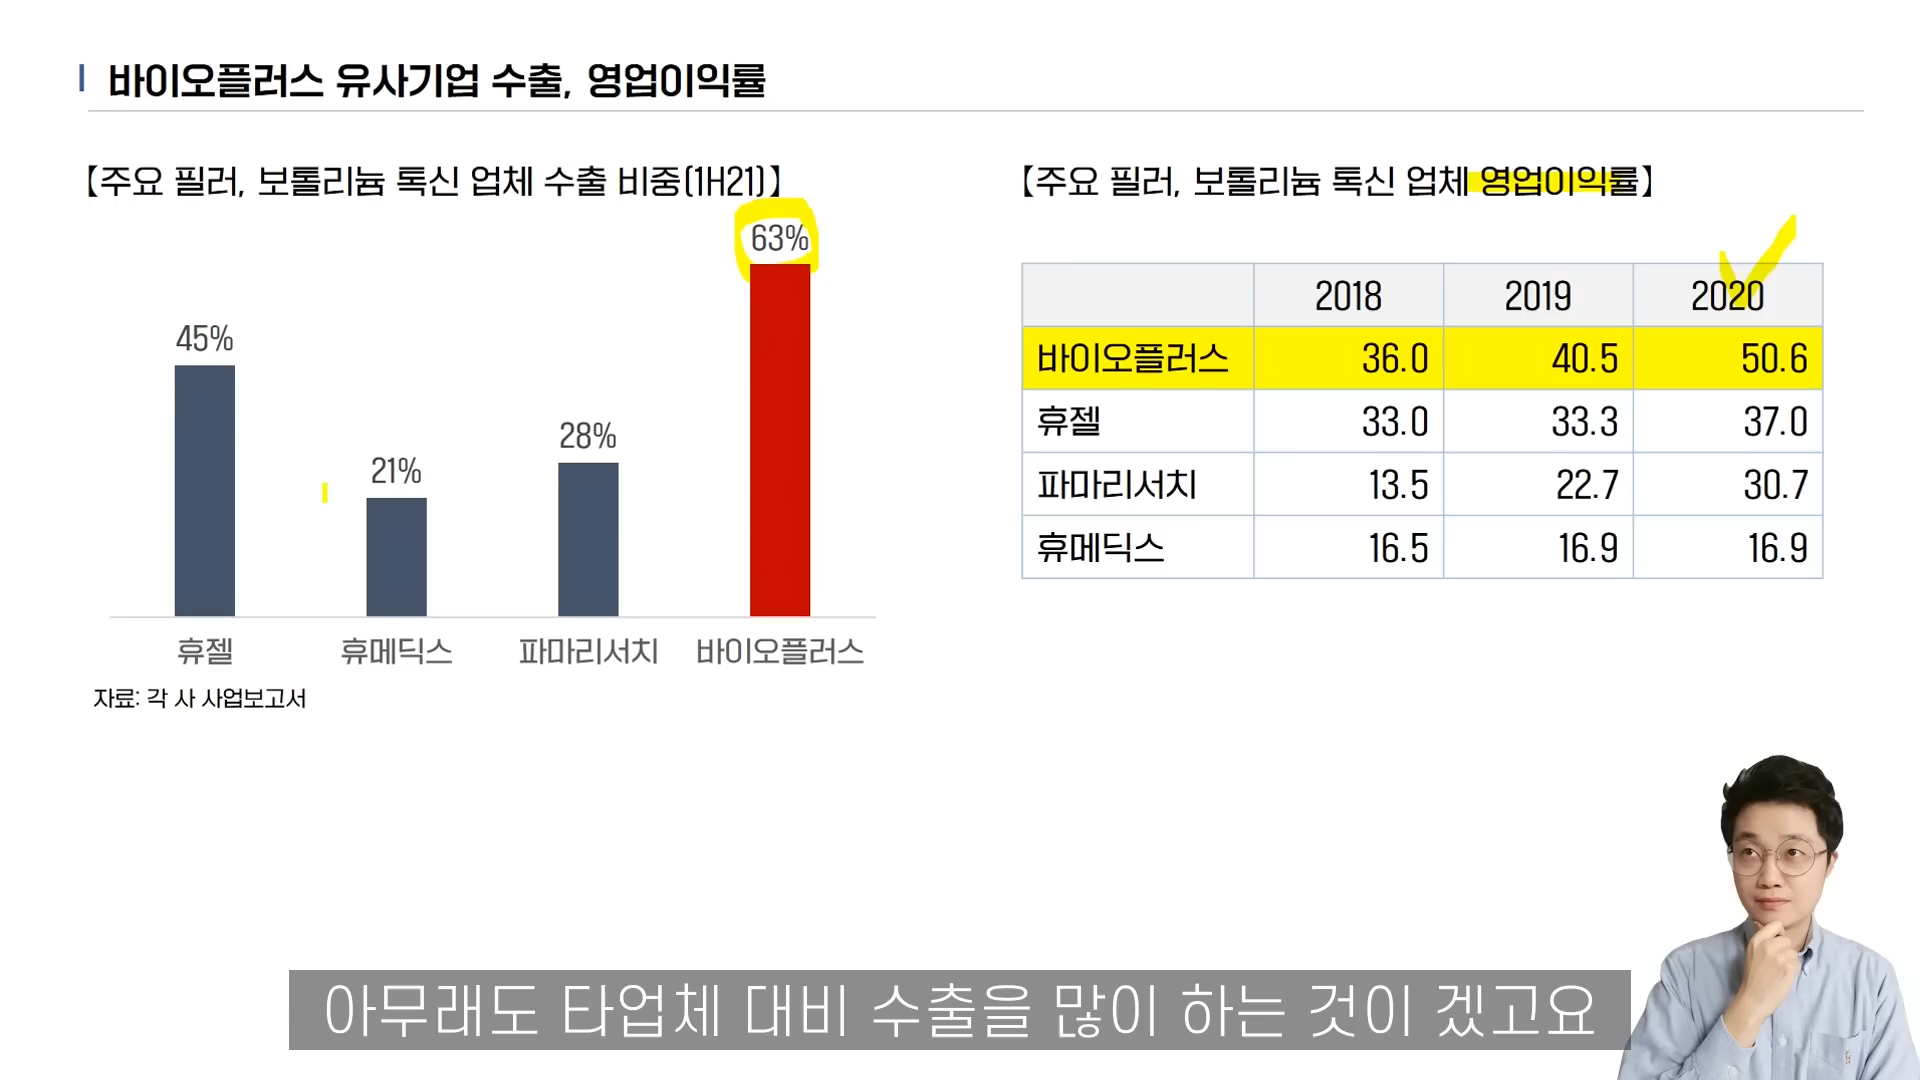 바이오플러스 유사기업 수출, 영업이익률
【주요 필러, 보톨리늄 톡신 업체 수출 비중(1H21)】
63%
45%
28%
21%
휴젤 휴메딕스 파마리서치 바이오플러스
자료: 각 사 사업보고서
【주요 필러, 보톨리늄 톡신 업체 영업이익률】
2018 2019 2020
바이오플러스 36.0 40.5 50.6
휴젤 33.0 33.3 37.0
파마리서치 13.5 22.7 30.7
휴메딕스 16.5 16.9 16.9
아무래도 타업체 대비 수출을 많이 하는 것이 겠고요